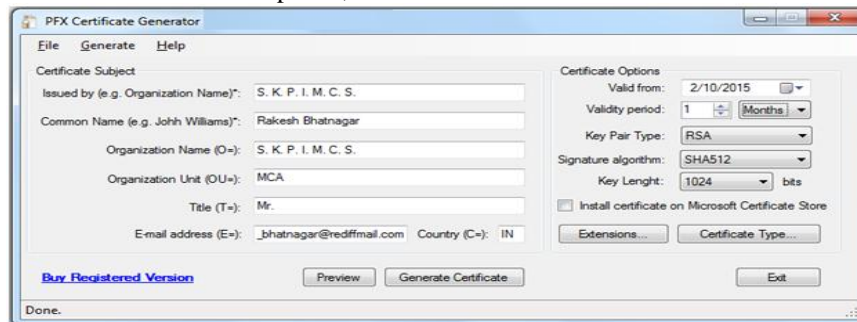 PFX Certificate Generator
File Generate Help
Certificate Subject
Issued by (e.g. Organization Name)*: S. K. P. I. M. C. S.
Common Name (e.g. Johh Williams)*: Rakesh Bhatnagar
Organization Name (O=): S. K. P. I. M. C. S.
Organization Unit (OU=): MCA
Title (T=): Mr.
E-mail address (E=): _bhatnagar@rediffmail.com Country (C=): IN
Certificate Options
Valid from: 2/10/2015
Validity period: 1 Months
Key Pair Type: RSA
Signature algorithm: SHA512
Key Lenght: 1024 bits
Install certificate on Microsoft Certificate Store
Extensions... Certificate Type...
Buy Registered Version Preview Generate Certificate Exit
Done.